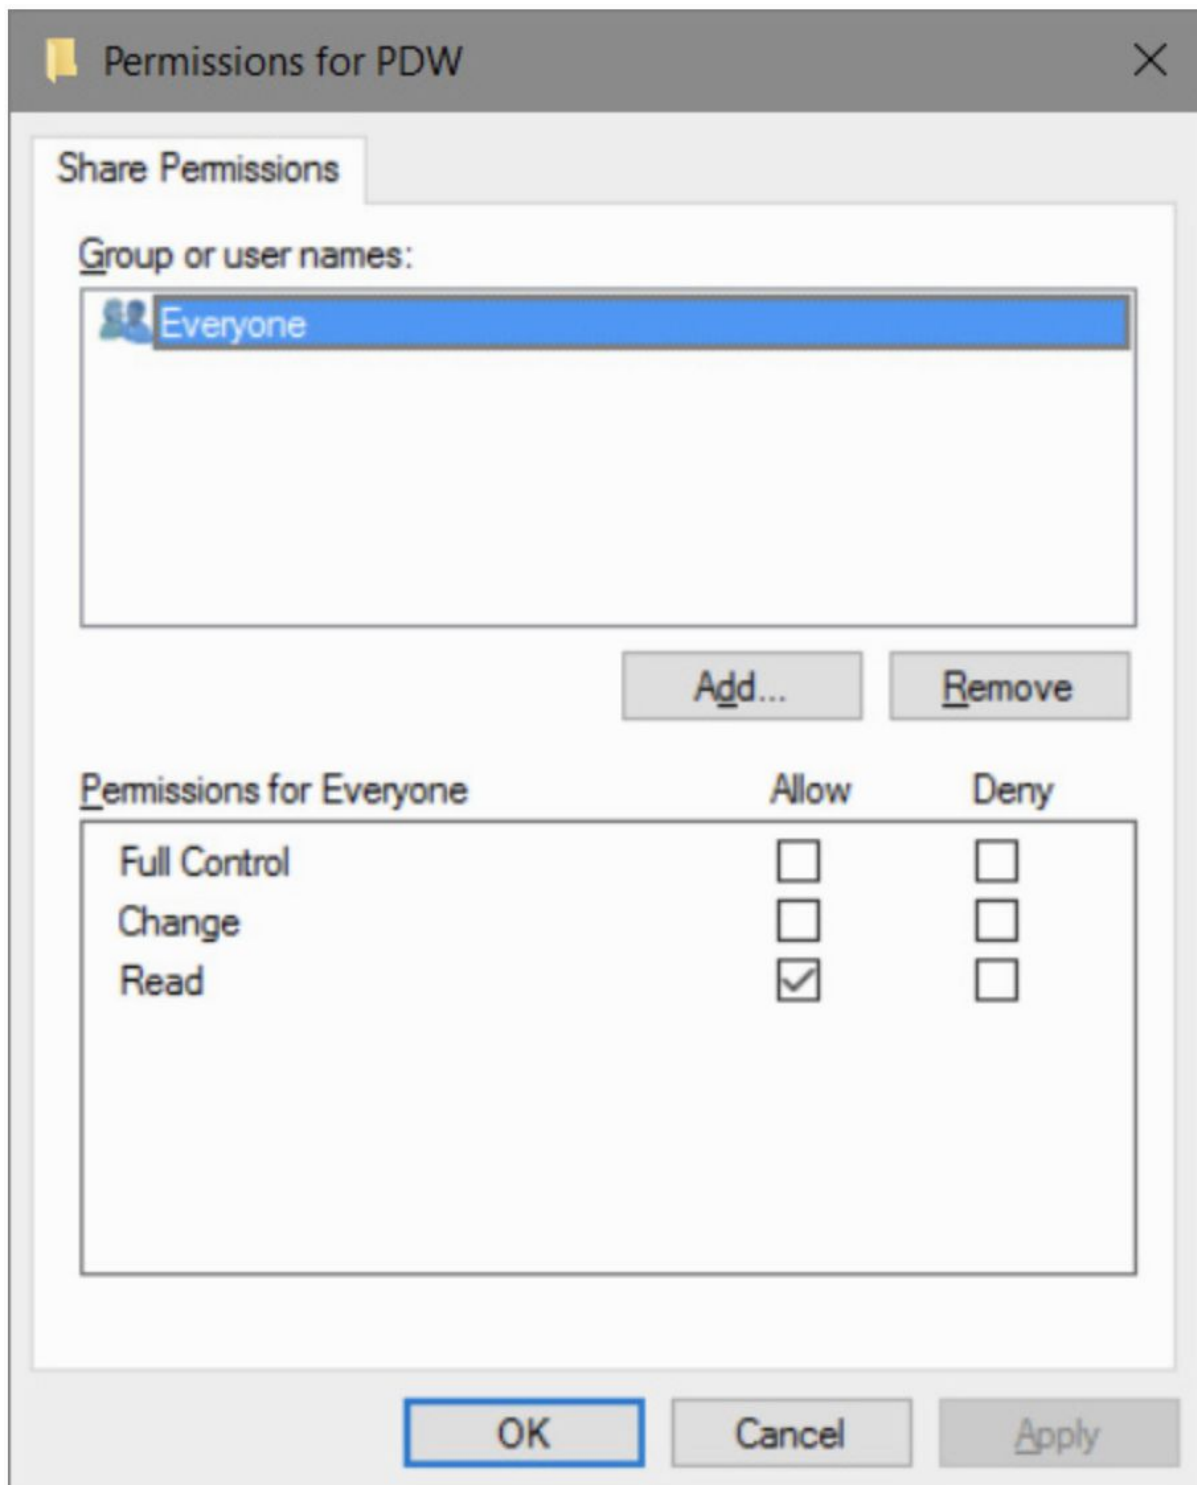 Permissions for PDW
Share Permissions
Group or user names:
Everyone
Add...
Remove
Permissions for Everyone Allow Deny
Full Control
Change
Read
OK Cancel Apply